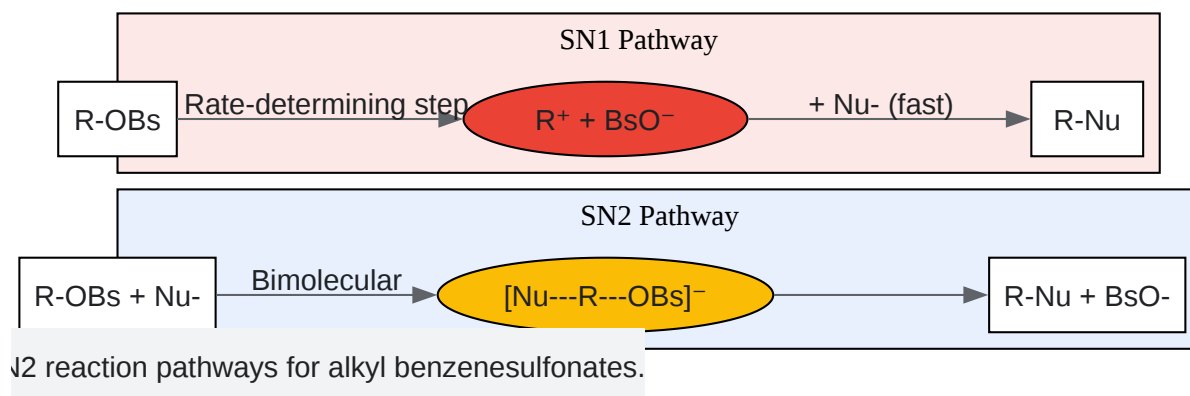 SN1 Pathway
R-OBs
Rate-determining step
R⁺ + BsO⁻
+ Nu- (fast)
R-Nu
SN2 Pathway
R-OBs + Nu-
Bimolecular
[Nu---R---OBs]⁻
R-Nu + BsO-
N2 reaction pathways for alkyl benzenesulfonates.